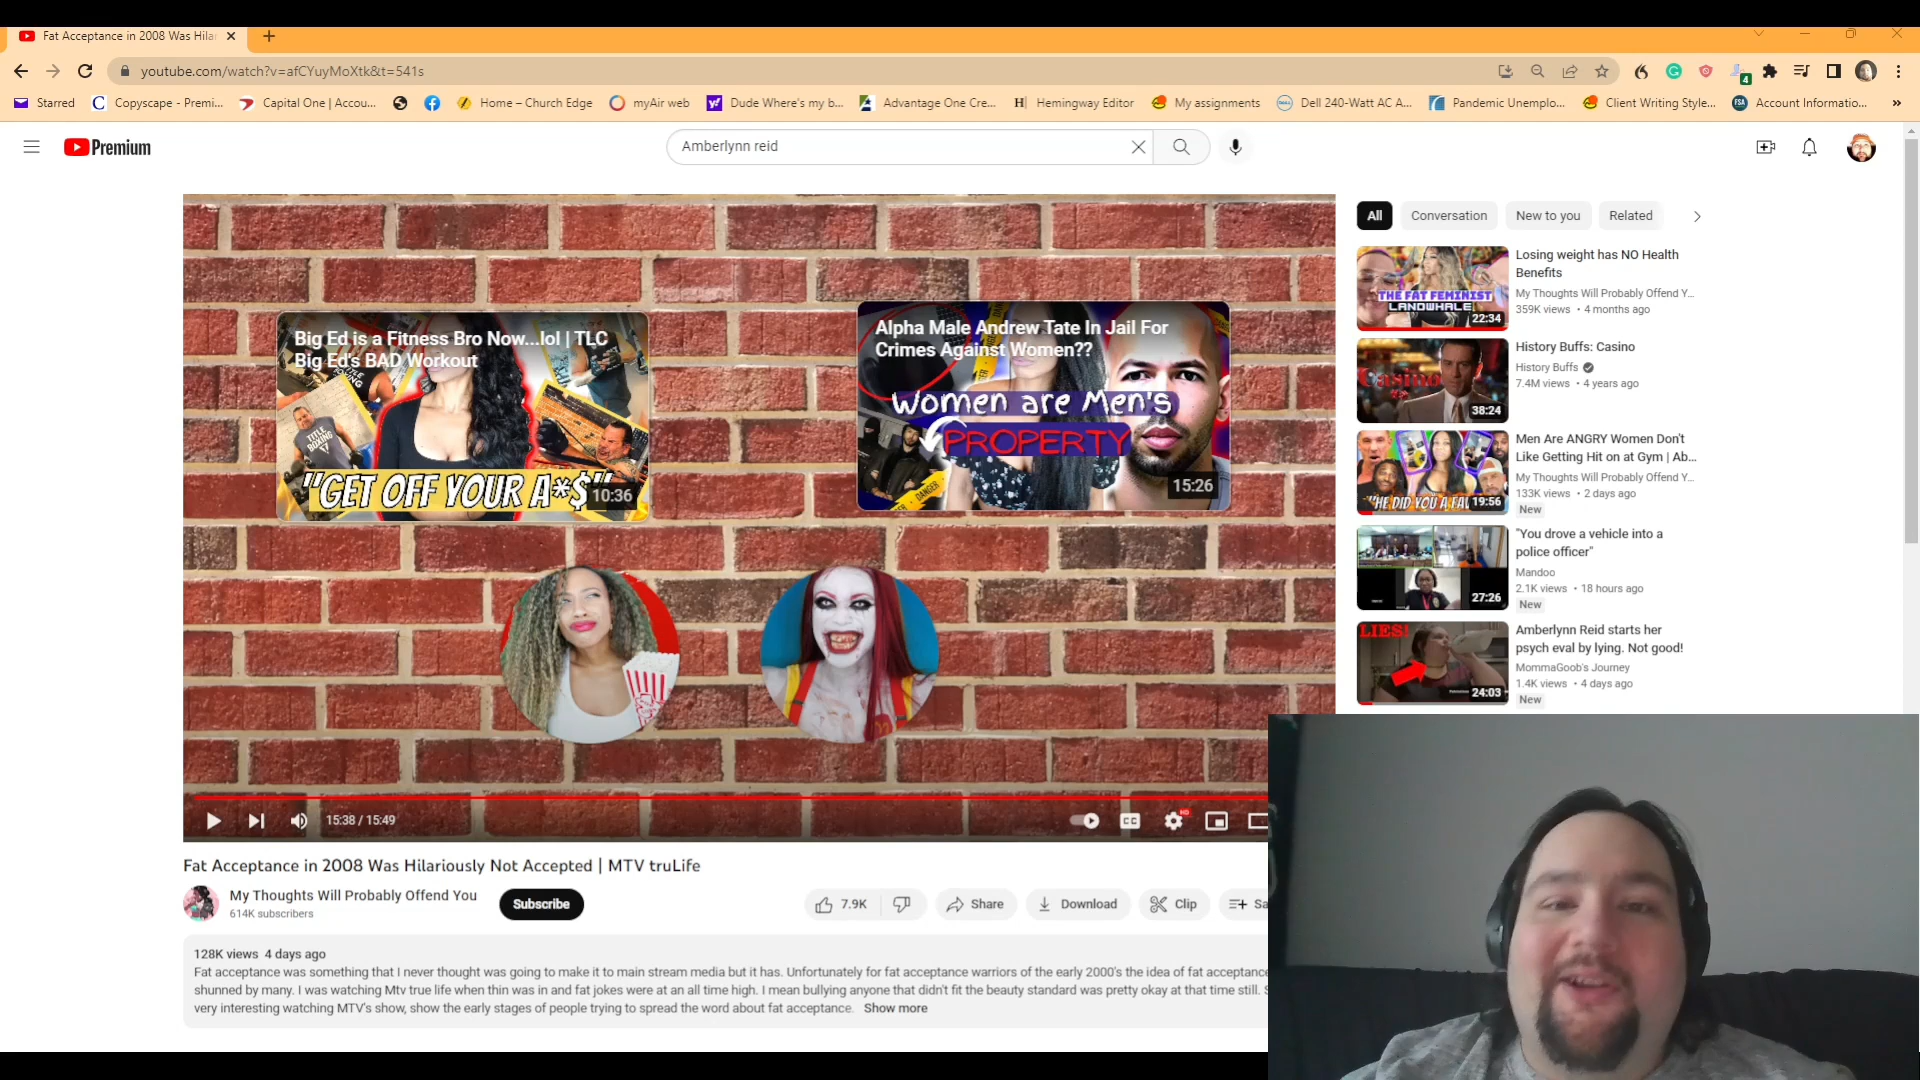 Fat Acceptance in 2008 Was Hilar
youtube.com/watch?v=afCYuyMoXtk&t=541s
4
Starred
Copyscape - Premi...
Capital One | Accou...
Home – Church Edge
myAir web
Dude Where's my b...
Advantage One Cre...
Hemingway Editor
My assignments
Dell 240-Watt AC A...
Pandemic Unemplo...
Client Writing Style...
Account Informatio...
»
Premium
Amberlynn reid
Big Ed is a Fitness Bro Now...lol | TLC
Big Ed's BAD Workout
TITLE
BOXING
"GET OFF YOUR A*$"
10:36
Alpha Male Andrew Tate In Jail For
Crimes Against Women??
Women are Men's
PROPERTY
DANGER
15:26
15:38 / 15:49
CC
HD
Fat Acceptance in 2008 Was Hilariously Not Accepted | MTV truLife
My Thoughts Will Probably Offend You
614K subscribers
Subscribe
7.9K
Share
Download
Clip
Sa
128K views 4 days ago
Fat acceptance was something that I never thought was going to make it to main stream media but it has. Unfortunately for fat acceptance warriors of the early 2000's the idea of fat acceptance
shunned by many. I was watching Mtv true life when thin was in and fat jokes were at an all time high. I mean bullying anyone that didn't fit the beauty standard was pretty okay at that time still. S
very interesting watching MTV's show, show the early stages of people trying to spread the word about fat acceptance. Show more
All
Conversation
New to you
Related
THE FAT FEMINIST
LANDWHALE
22:34
Losing weight has NO Health
Benefits
My Thoughts Will Probably Offend Y...
359K views • 4 months ago
Casino
38:24
History Buffs: Casino
History Buffs
7.4M views • 4 years ago
"HE DID YOU A FA
19:56
Men Are ANGRY Women Don't
Like Getting Hit on at Gym | Ab...
My Thoughts Will Probably Offend Y...
133K views • 2 days ago
New
27:26
"You drove a vehicle into a
police officer"
Mandoo
2.1K views • 18 hours ago
New
LIES!
24:03
Amberlynn Reid starts her
psych eval by lying. Not good!
MommaGoob's Journey
1.4K views • 4 days ago
New